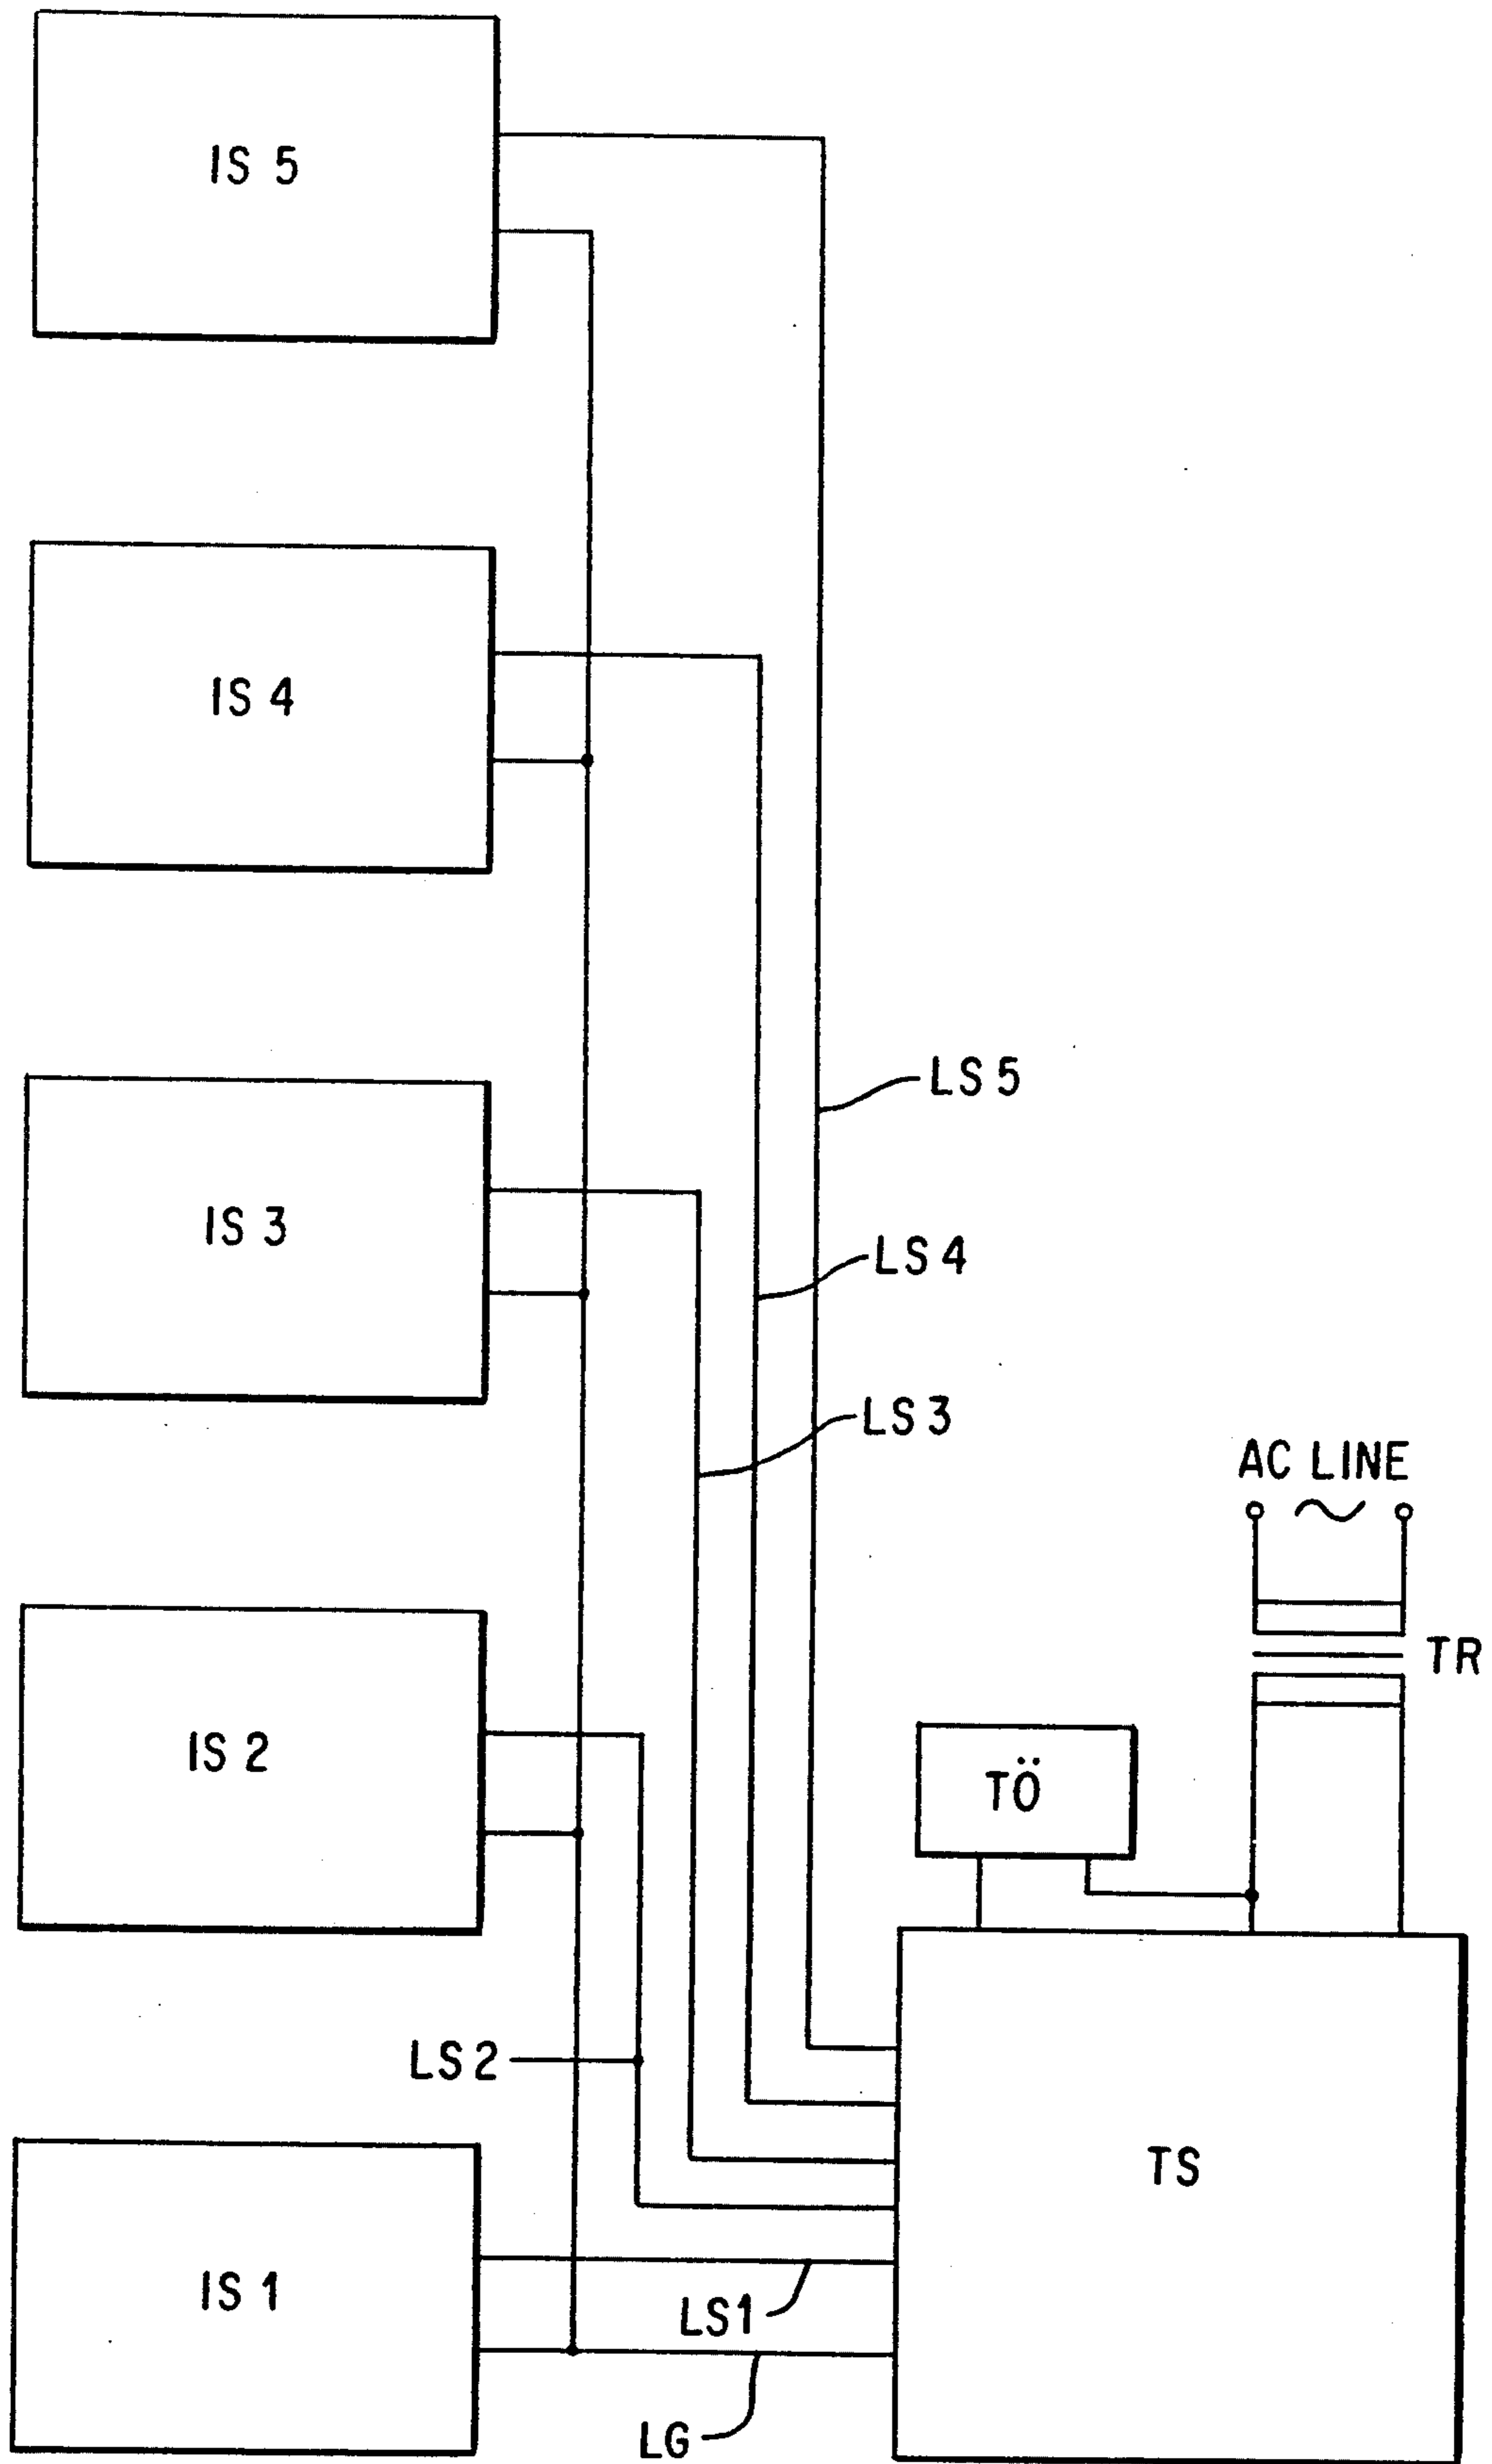 IS 5
IS 4
LS 5
IS 3
LS 4
LS 3
AC LINE
TR
IS 2
TÖ
LS 2
TS
IS 1
LS1
LG